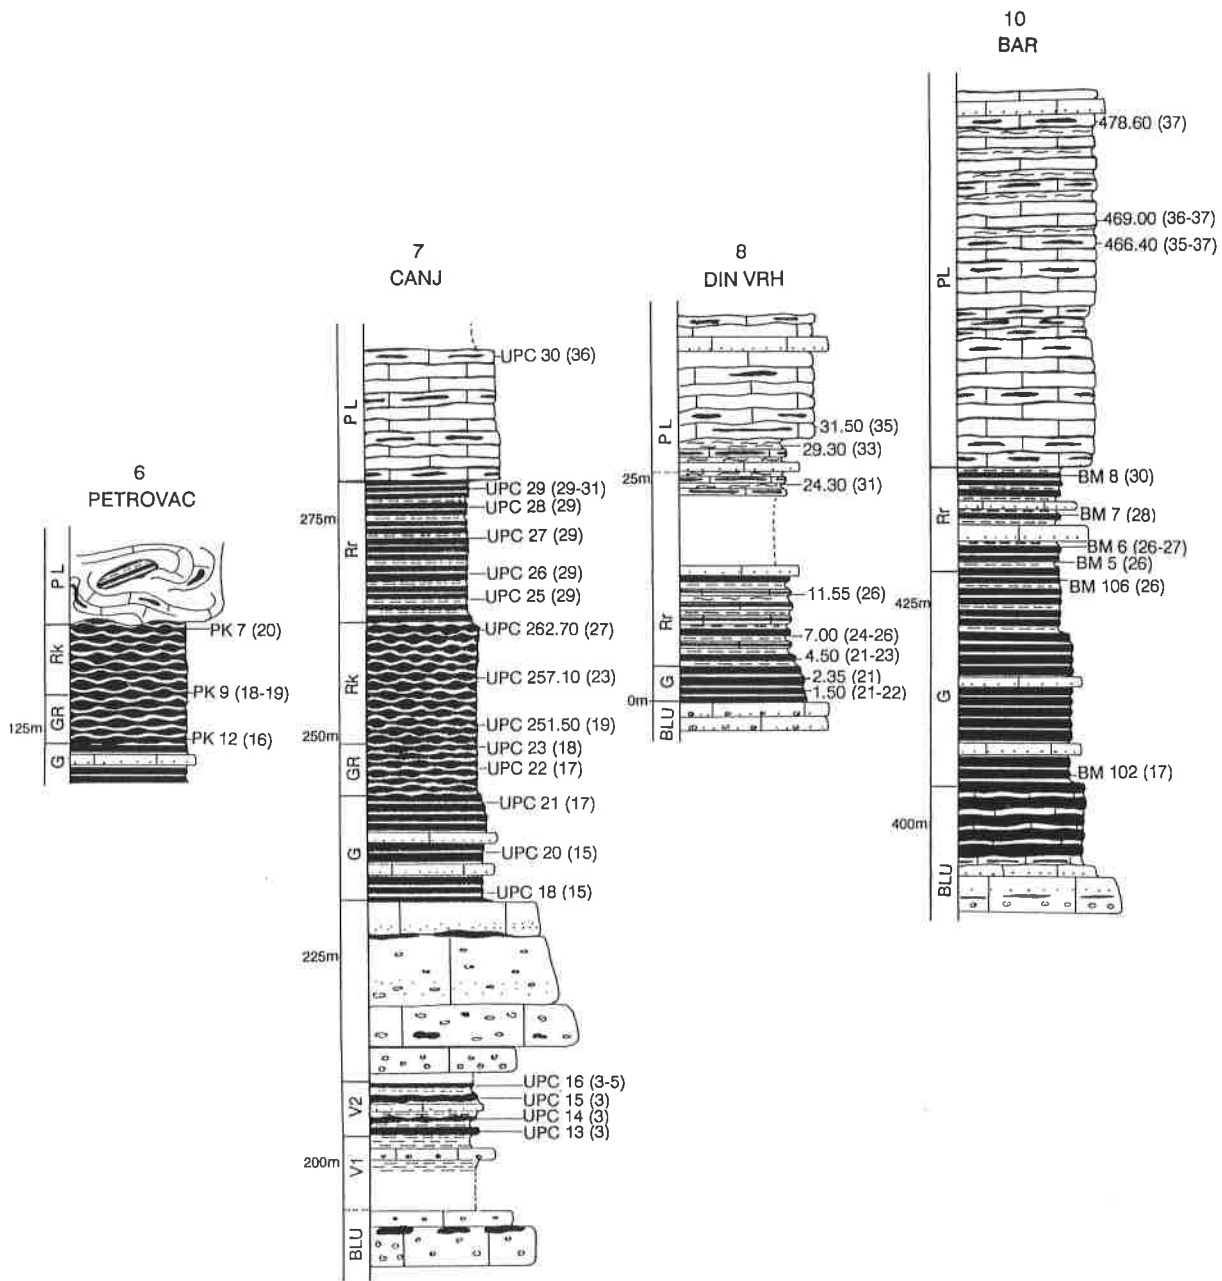 6
PETROVAC
P L
Rk
GR
G
125m
PK 7 (20)
PK 9 (18-19)
PK 12 (16)
7
CANJ
P L
Rr
Rk
GR
G
V2
V1
BLU
275m
250m
225m
200m
UPC 30 (36)
UPC 29 (29-31)
UPC 28 (29)
UPC 27 (29)
UPC 26 (29)
UPC 25 (29)
UPC 262.70 (27)
UPC 257.10 (23)
UPC 251.50 (19)
UPC 23 (18)
UPC 22 (17)
UPC 21 (17)
UPC 20 (15)
UPC 18 (15)
UPC 16 (3-5)
UPC 15 (3)
UPC 14 (3)
UPC 13 (3)
8
DIN VRH
P L
Rr
G
BLU
25m
0m
31.50 (35)
29.30 (33)
24.30 (31)
11.55 (26)
7.00 (24-26)
4.50 (21-23)
2.35 (21)
1.50 (21-22)
10
BAR
PL
Rr
G
BLU
425m
400m
478.60 (37)
469.00 (36-37)
466.40 (35-37)
BM 8 (30)
BM 7 (28)
BM 6 (26-27)
BM 5 (26)
BM 106 (26)
BM 102 (17)